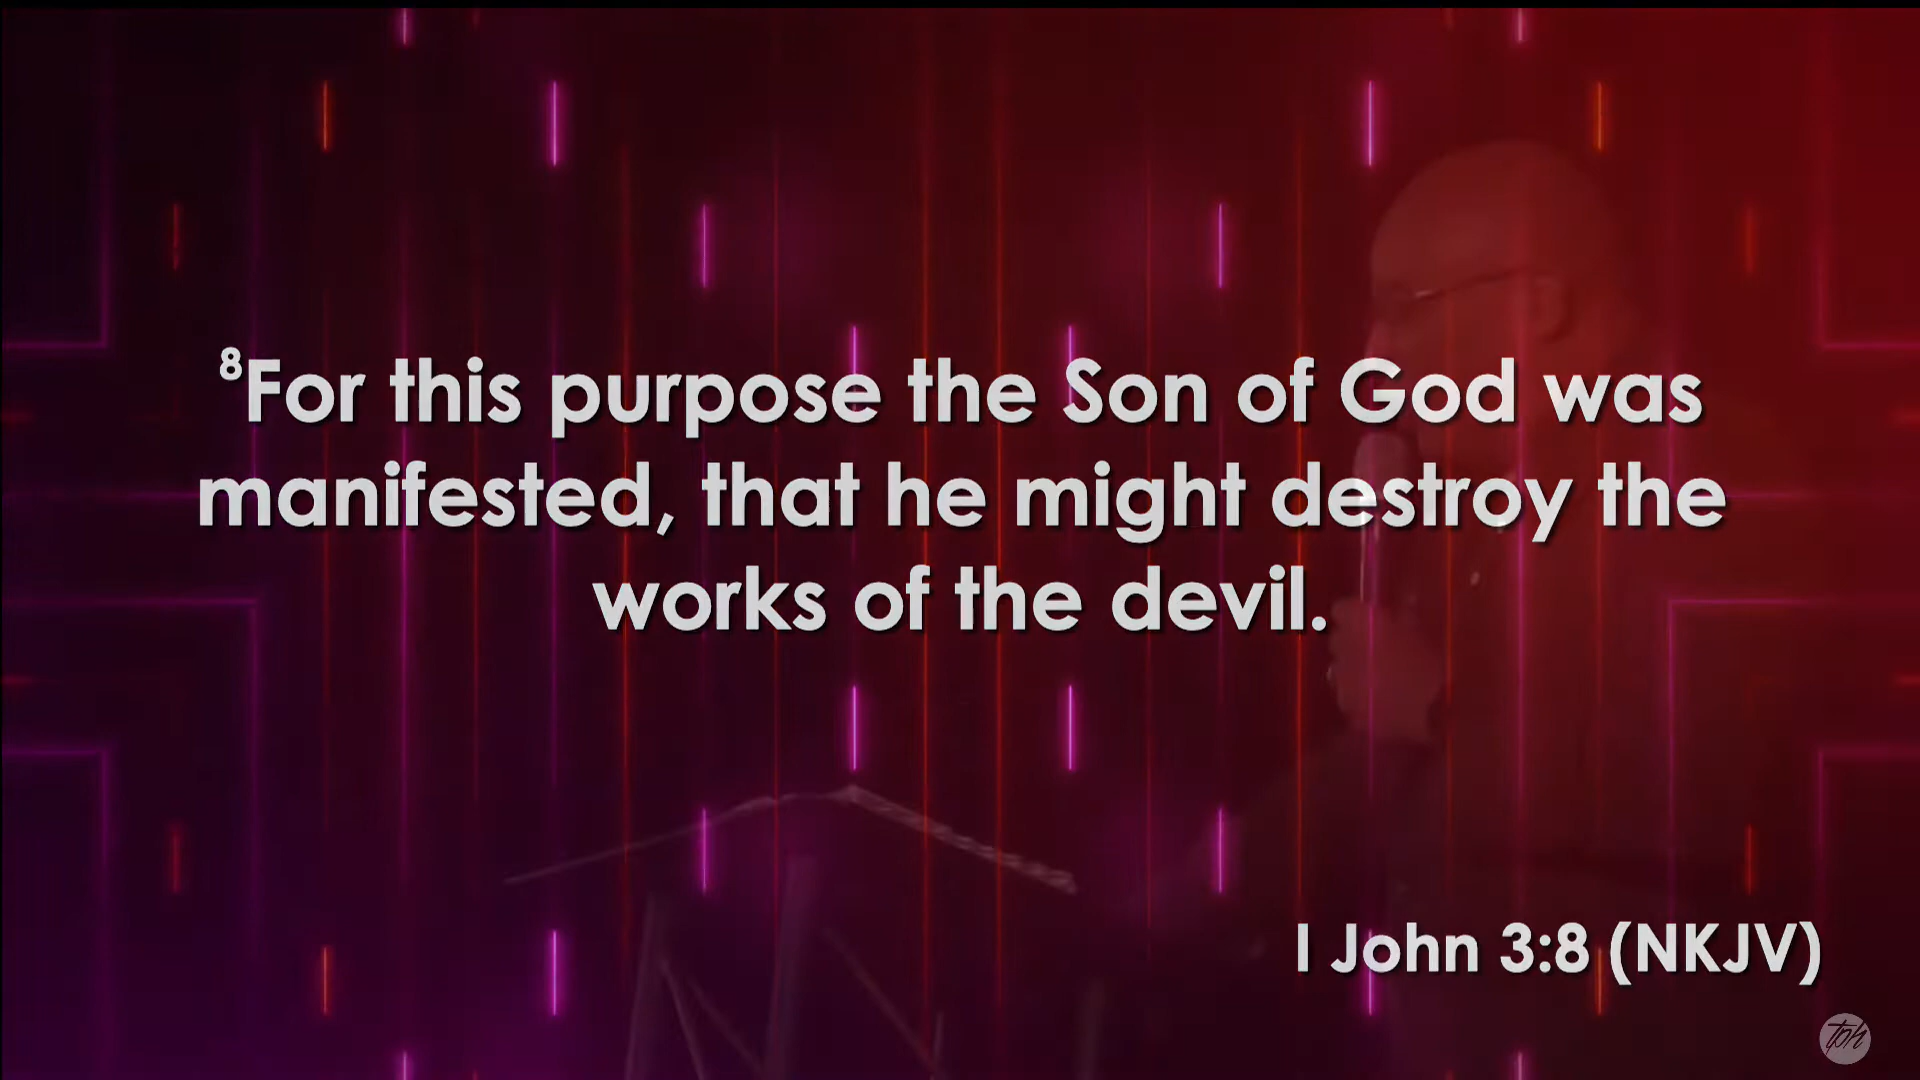 ⁸For this purpose the Son of God was
manifested, that he might destroy the
works of the devil.
I John 3:8 (NKJV)
tph